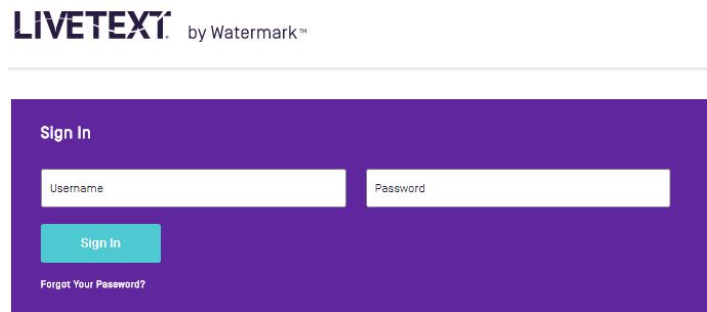 LIVETEXT by Watermark™
Sign In
Username Password
Sign In
Forgot Your Password?